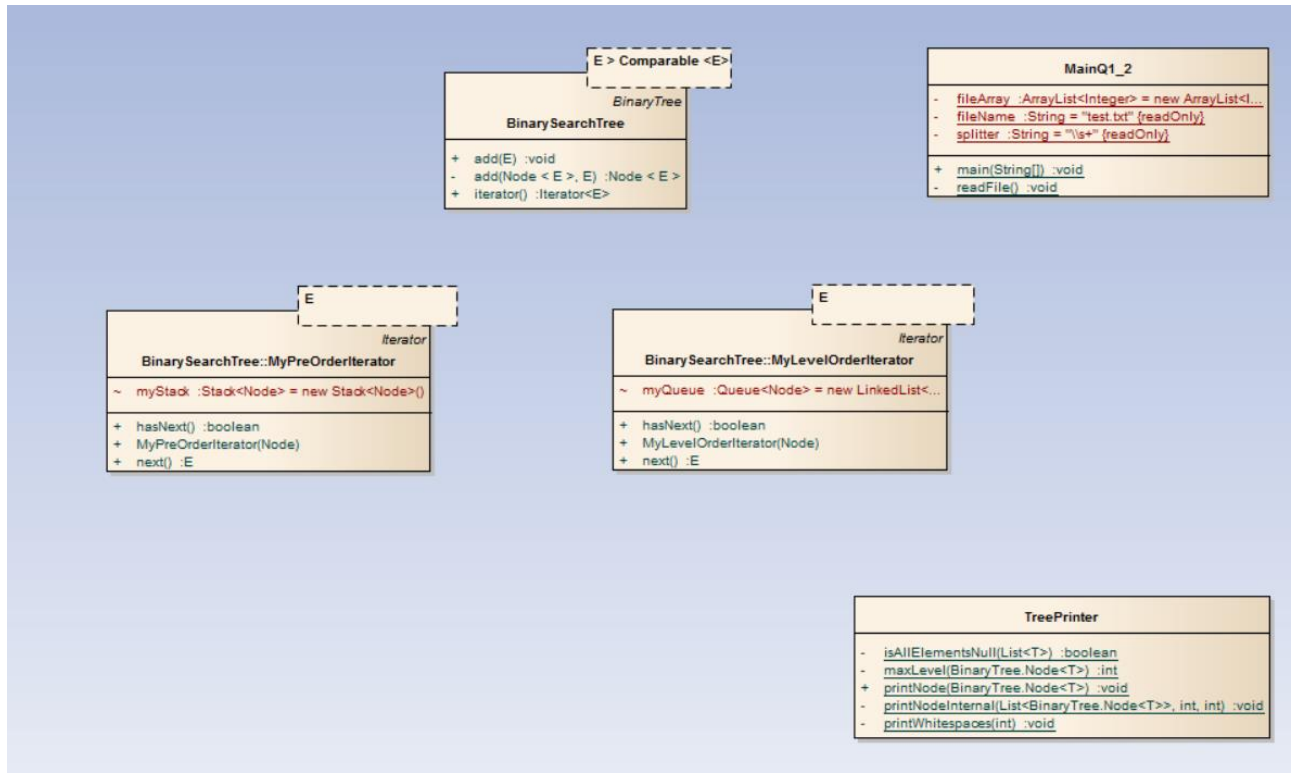 E > Comparable <E>
BinaryTree
BinarySearchTree
+ add(E) :void
- add(Node < E >, E) :Node < E >
+ iterator() :Iterator<E>
MainQ1_2
- fileArray :ArrayList<Integer> = new ArrayList<I...
- fileName :String = "test.txt" {readOnly}
- splitter :String = "\\s+" {readOnly}
+ main(String[]) :void
- readFile() :void
E
Iterator
BinarySearchTree::MyPreOrderIterator
~ myStack :Stack<Node> = new Stack<Node>()
+ hasNext() :boolean
+ MyPreOrderIterator(Node)
+ next() :E
E
Iterator
BinarySearchTree::MyLevelOrderIterator
~ myQueue :Queue<Node> = new LinkedList<...
+ hasNext() :boolean
+ MyLevelOrderIterator(Node)
+ next() :E
TreePrinter
- isAllElementsNull(List<T>) :boolean
- maxLevel(BinaryTree.Node<T>) :int
+ printNode(BinaryTree.Node<T>) :void
- printNodeInternal(List<BinaryTree.Node<T>>, int, int) :void
- printWhitespaces(int) :void